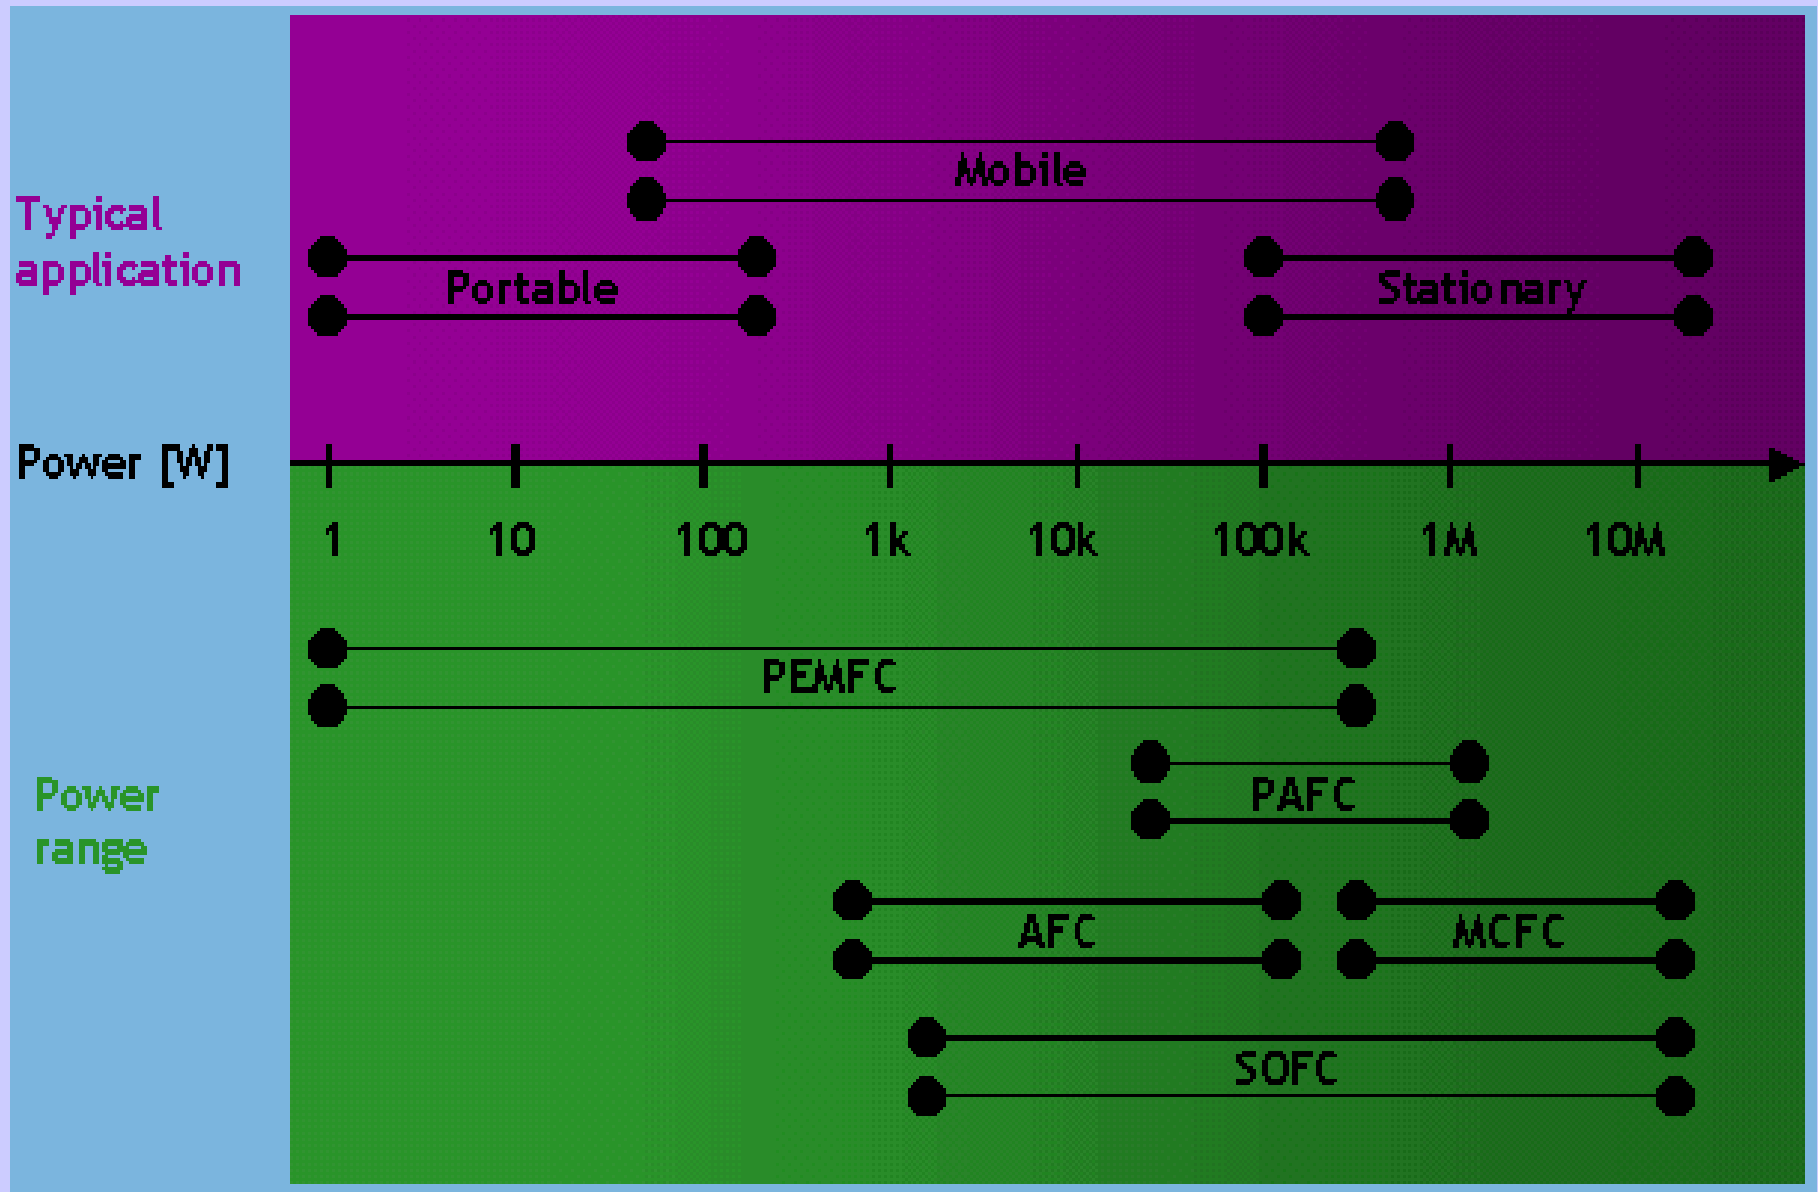 Mobile
Typical
application
Portable
Stationary
Power [W]
1 10 100 1k 10k 100k 1M 10M
PEMFC
PAFC
Power
range
AFC
MCFC
SOFC